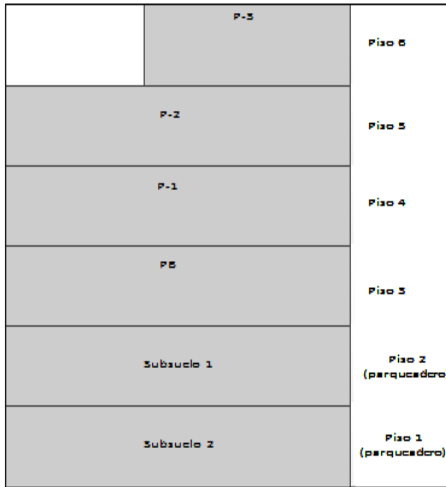 P-3
Piso 6
P-2
Piso 5
P-1
Piso 4
PB
Piso 3
Subsuelo 1
Piso 2
(parqueadero
Subsuelo 2
Piso 1
(parqueadero)